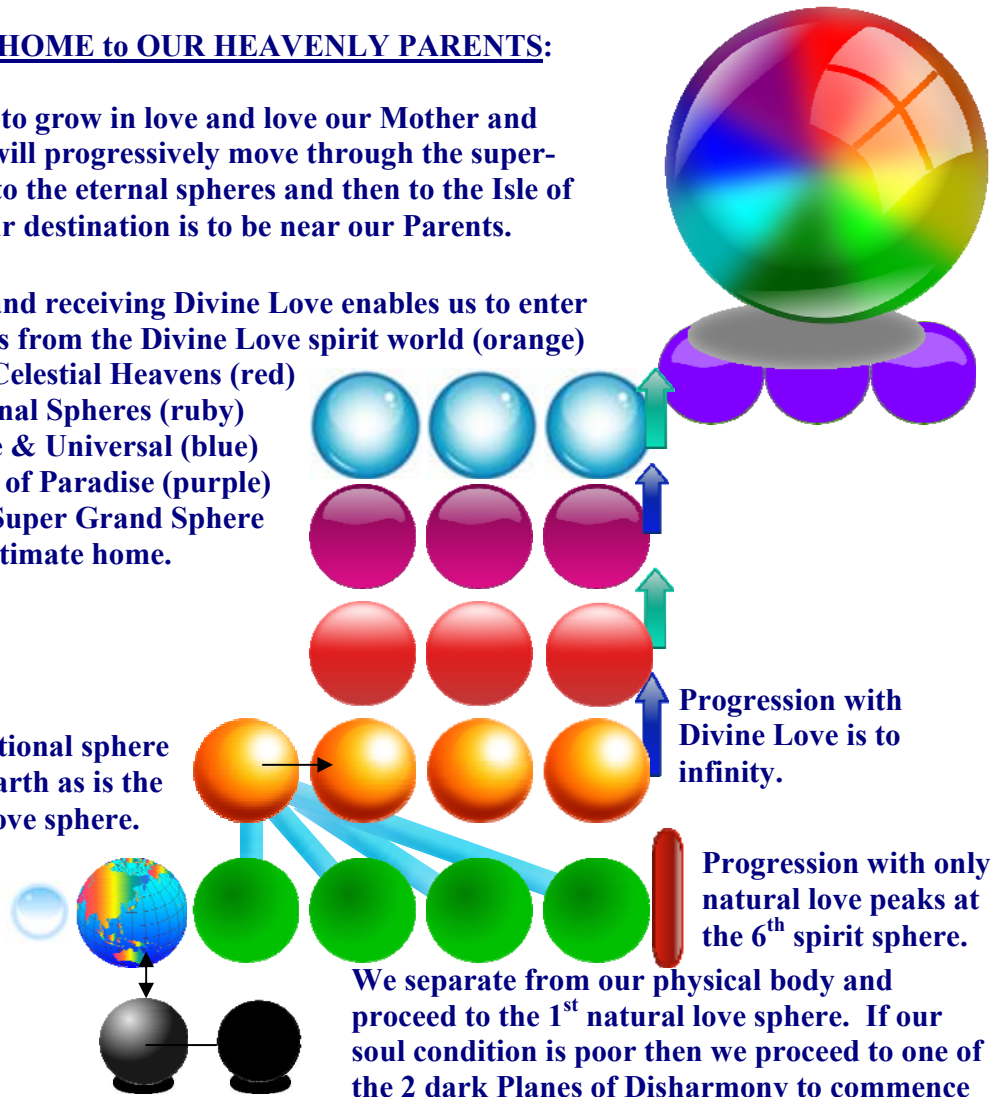 HOME to OUR HEAVENLY PARENTS:
to grow in love and love our Mother and
will progressively move through the super-
to the eternal spheres and then to the Isle of
destination is to be near our Parents.
and receiving Divine Love enables us to enter
from the Divine Love spirit world (orange)
Celestial Heavens (red)
Spheres (ruby)
& Universal (blue)
of Paradise (purple)
Super Grand Sphere
home.
Progression with
Divine Love is to
infinity.
sphere
as is the
sphere.
Progression with only
natural love peaks at
the 6th spirit sphere.
We separate from our physical body and
proceed to the 1st natural love sphere. If our
soul condition is poor then we proceed to one of
the 2 dark Planes of Disharmony to commence